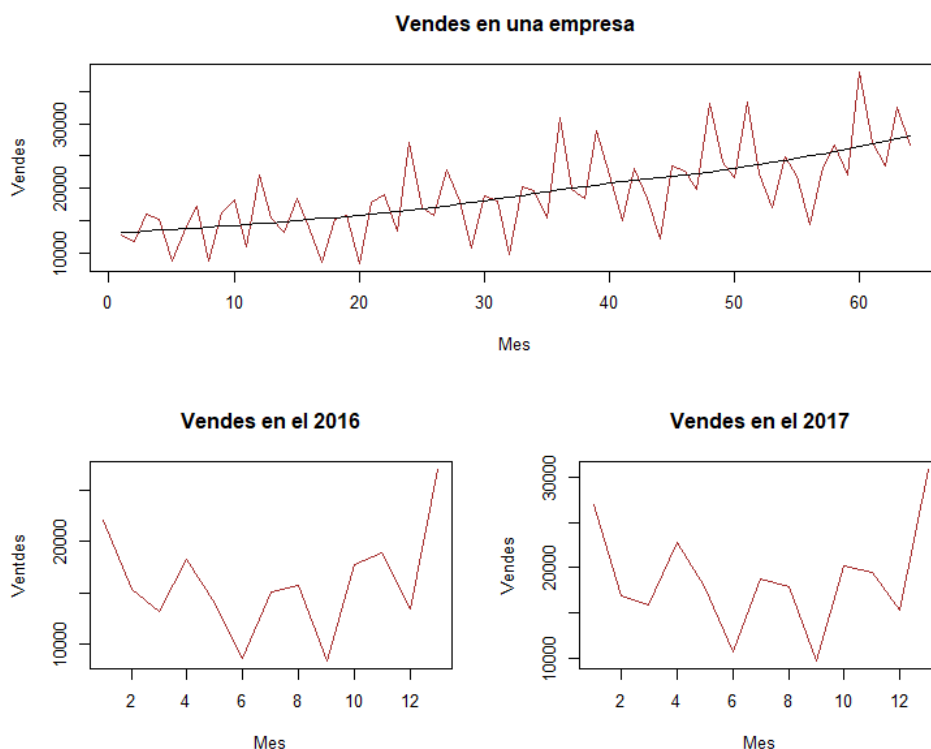 Vendes en una empresa
Vendes
10000 20000 30000
0 10 20 30 40 50 60
Mes
Vendes en el 2016
Ventdes
10000 20000
2 4 6 8 10 12
Mes
Vendes en el 2017
Vendes
10000 20000 30000
2 4 6 8 10 12
Mes